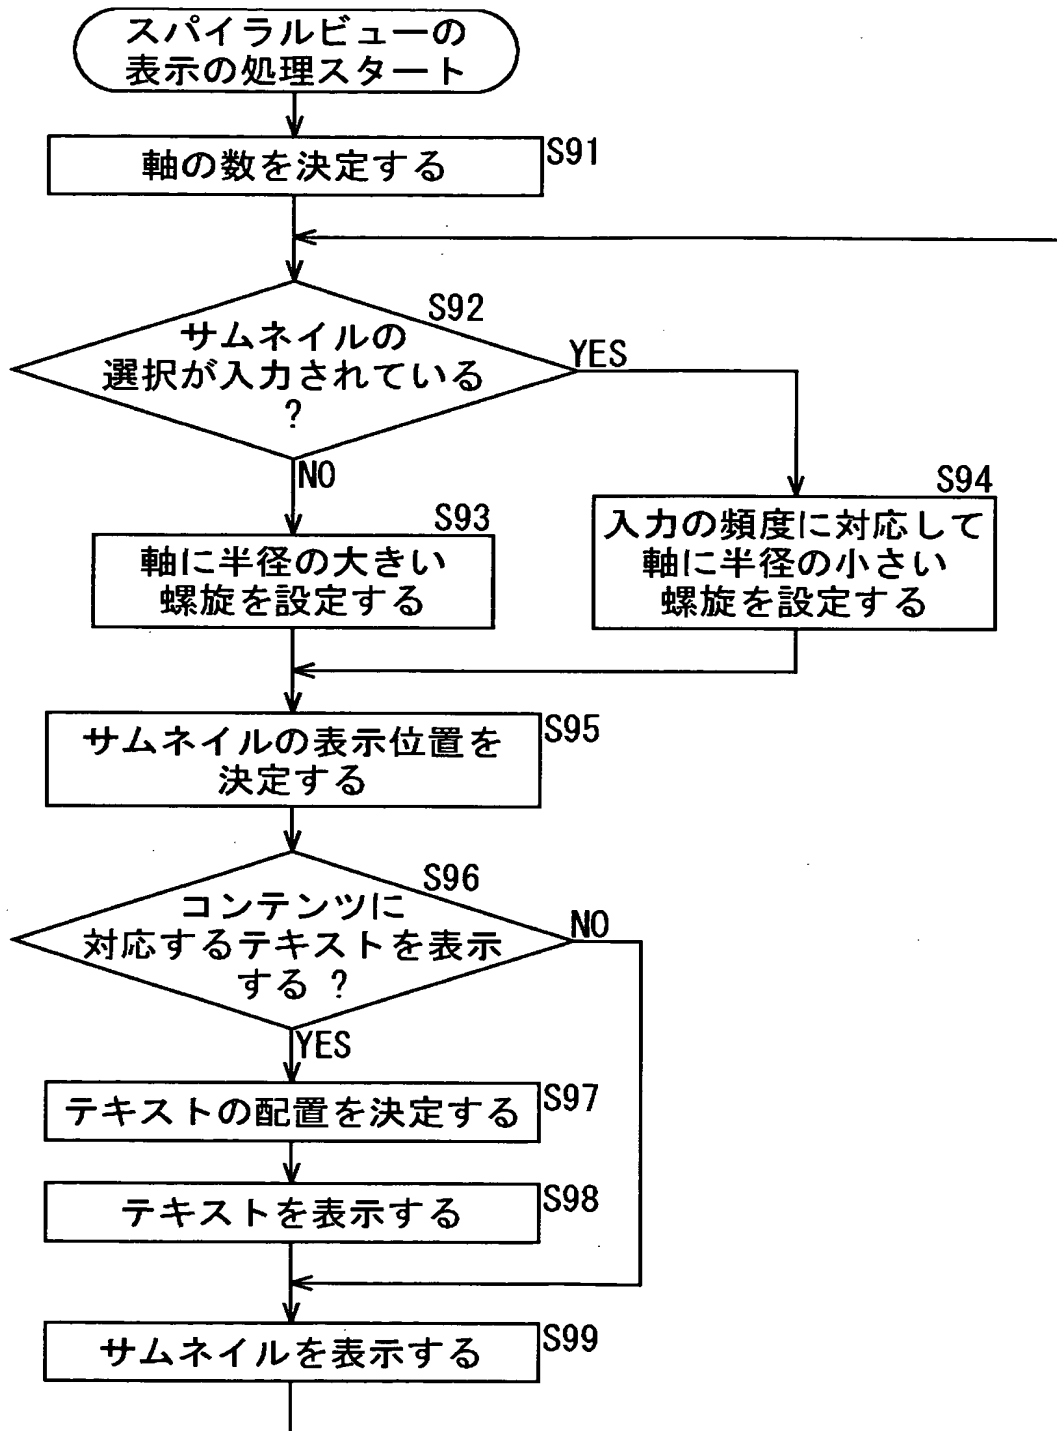 スパイラルビューの
表示の処理スタート
軸の数を決定する
S91
S92
サムネイルの
選択が入力されている
?
YES
NO
S93
軸に半径の大きい
螺旋を設定する
S94
入力の頻度に対応して
軸に半径の小さい
螺旋を設定する
サムネイルの表示位置を
決定する
S95
S96
コンテンツに
対応するテキストを表示
する ?
NO
YES
テキストの配置を決定する
S97
テキストを表示する
S98
サムネイルを表示する
S99